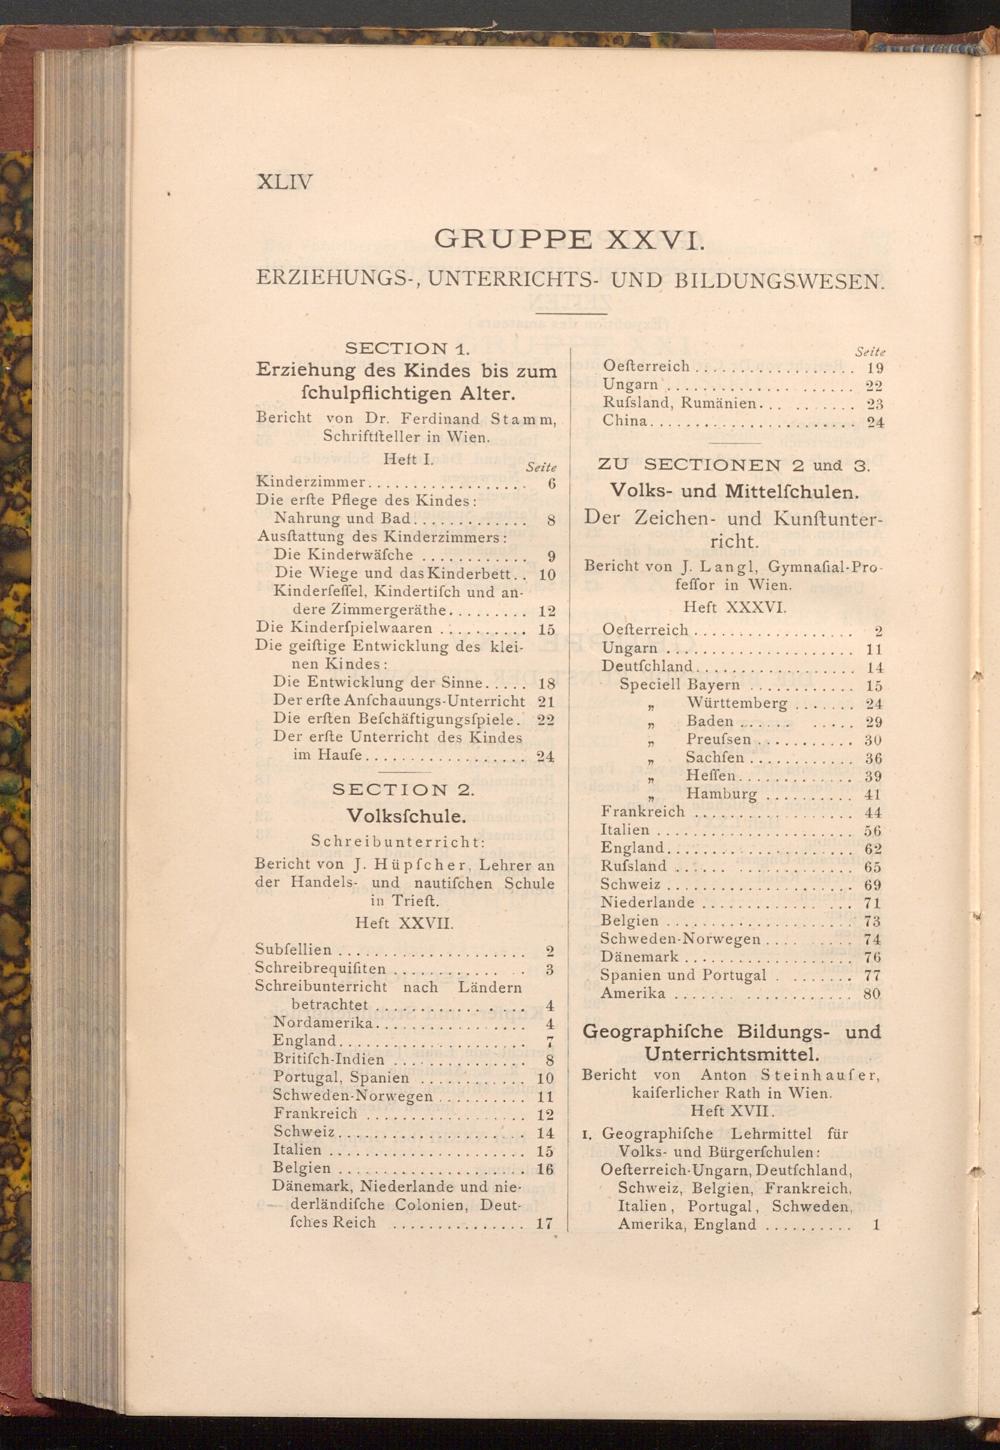 XLIV
GRUPPE XXVI.
ERZIEHUNGS-, UNTERRICHTS- UND BILDUNGSWESEN.
SECTION 1.
Erziehung des Kindes bis zum
ſchulpflichtigen Alter.
Bericht von Dr. Ferdinand Stamm,
Schriftſteller in Wien.
Heft I.
Seite
Kinderzimmer.................. 6
Die erſte Pflege des Kindes:
Nahrung und Bad............. 8
Ausſtattung des Kinderzimmers:
Die Kinderwäſche ............ 9
Die Wiege und das Kinderbett.. 10
Kinderſeſſel, Kindertiſch und an-
dere Zimmergeräthe......... 12
Die Kinderſpielwaaren .......... 15
Die geiſtige Entwicklung des klei-
nen Kindes:
Die Entwicklung der Sinne..... 18
Der erſte Anſchauungs-Unterricht 21
Die erſten Beſchäftigungsſpiele. 22
Der erſte Unterricht des Kindes
im Hauſe.................. 24
SECTION 2.
Volksſchule.
Schreibunterricht:
Bericht von J. Hüpſcher, Lehrer an
der Handels- und nautiſchen Schule
in Trieſt.
Heft XXVII.
Subſellien ..................... 2
Schreibrequiſiten ............ . 3
Schreibunterricht nach Ländern
betrachtet ................. 4
Nordamerika................. 4
England..................... 7
Britiſch-Indien ............... 8
Portugal, Spanien ............ 10
Schweden-Norwegen .......... 11
Frankreich .................. 12
Schweiz..................... 14
Italien ...................... 15
Belgien ..................... 16
Dänemark, Niederlande und nie-
derländiſche Colonien, Deut-
ſches Reich ............... 17
Seite
Oeſterreich .................. 19
Ungarn ..................... 22
Ruſsland, Rumänien... ........ 23
China....................... 24
ZU SECTIONEN 2 und 3.
Volks- und Mittelſchulen.
Der Zeichen- und Kunſtunter-
richt.
Bericht von J. Langl, Gymnaſial-Pro-
feſſor in Wien.
Heft XXXVI.
Oeſterreich .................. 2
Ungarn ..................... 11
Deutſchland.................. 14
Speciell Bayern ............ 15
„ Württemberg ....... 24
„ Baden ...... ..... 29
„ Preuſsen ........... 30
„ Sachſen ............ 36
„ Heſſen............. 39
„ Hamburg .......... 41
Frankreich .................. 44
Italien ...................... 56
England..................... 62
Ruſsland ...... ............ 65
Schweiz ..................... 69
Niederlande ............. ... 71
Belgien ..................... 73
Schweden-Norwegen .... ...... 74
Dänemark ................... 76
Spanien und Portugal . ....... 77
Amerika ....... ............ 80
Geographiſche Bildungs- und
Unterrichtsmittel.
Bericht von Anton Steinhauſer,
kaiſerlicher Rath in Wien.
Heft XVII.
1. Geographiſche Lehrmittel für
Volks- und Bürgerſchulen:
Oeſterreich-Ungarn, Deutſchland,
Schweiz, Belgien, Frankreich,
Italien, Portugal, Schweden,
Amerika, England .......... 1